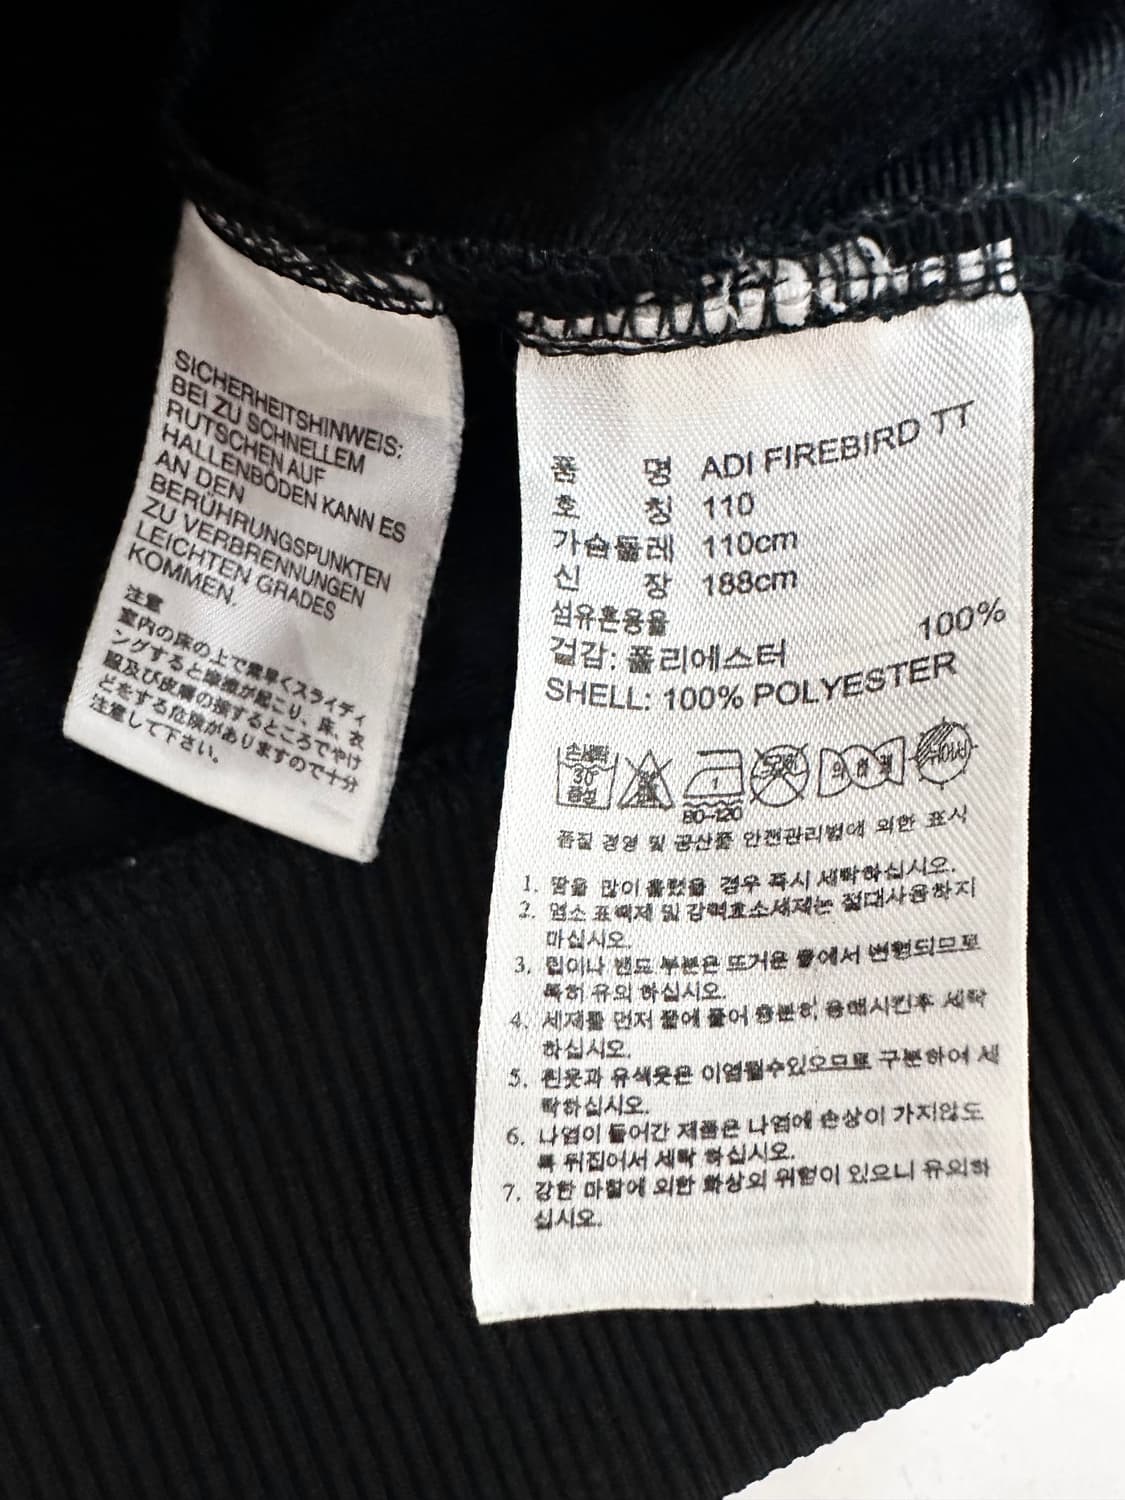 SICHERHEITSHINWEIS:
BEI ZU SCHNELLEM
RUTSCHEN AUF
HALLENBÖDEN KANN ES
AN DEN
BERÜHRUNGSPUNKTEN
ZU VERBRENNUNGEN
LEICHTEN GRADES
KOMMEN.
注意
室内の床の上で素早くスライディ
ングすると摩擦が起こり、床、衣
服及び皮膚の接するところでやけ
どをする危険がありますので十分
注意して下さい。
품 명 ADI FIREBIRD TT
호 칭 110
가슴둘레 110cm
신 장 188cm
섬유혼용율
100%
겉감: 폴리에스터
SHELL: 100% POLYESTER
손세탁
30°
중성
1
80-120
품질 경영 및 공산품 안전관리법에 의한 표시
1. 땀을 많이 흘렸을 경우 즉시 세탁하십시오.
2. 염소 표백제 및 강력효소세제는 절대사용하지
마십시오.
3. 립이나 밴드 부분은 뜨거운 물에서 변형되므로
특히 유의 하십시오.
4. 세제를 먼저 물에 풀어 충분히 용해시킨후 세탁
하십시오.
5. 흰옷과 유색옷은 이염될수있으므로 구분하여 세
탁하십시오.
6. 나염이 들어간 제품은 나염에 손상이 가지않도
록 뒤집어서 세탁 하십시오.
7. 강한 마찰에 의한 화상의 위험이 있으니 유의하
십시오.